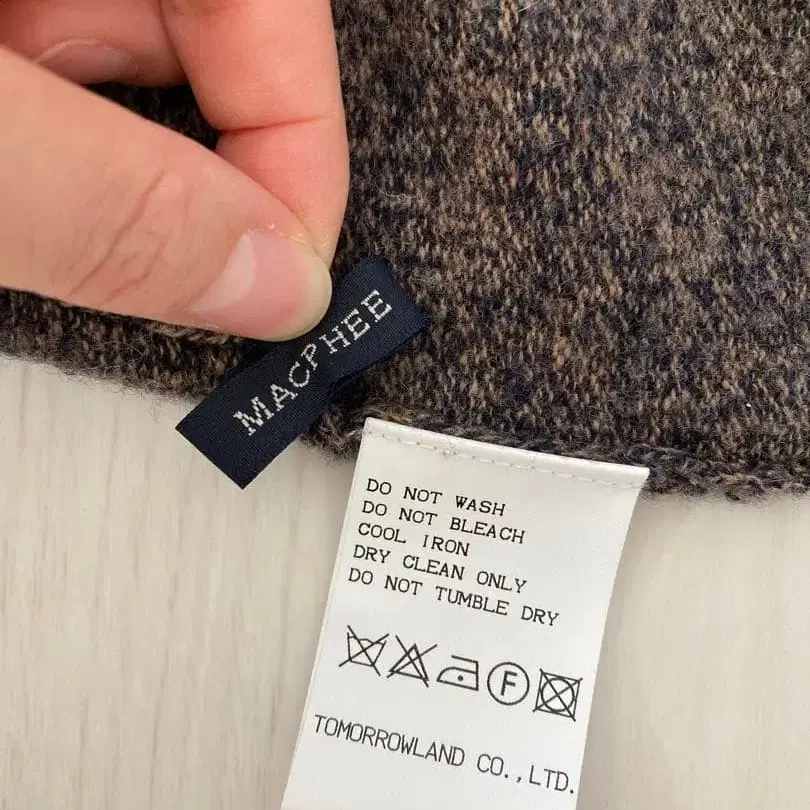 MACPHEE
DO NOT WASH
DO NOT BLEACH
COOL IRON
DRY CLEAN ONLY
DO NOT TUMBLE DRY
F
TOMORROWLAND CO.,LTD.